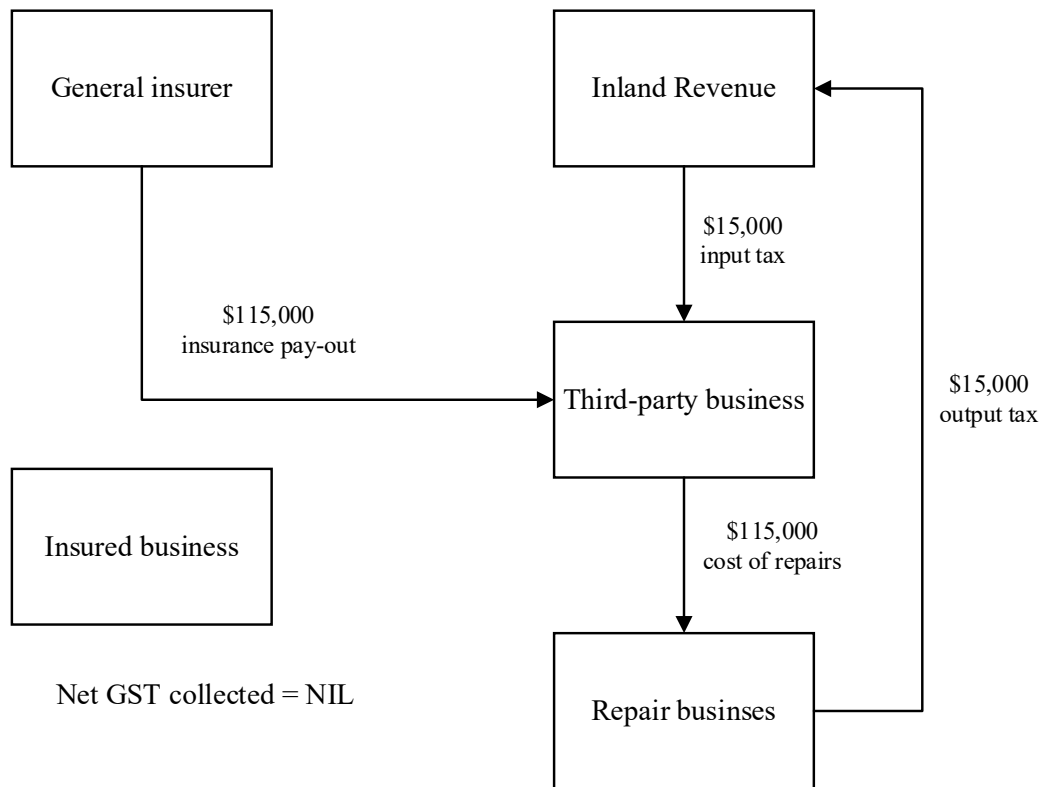 General insurer
Inland Revenue
$15,000
input tax
$115,000
insurance pay-out
Third-party business
$15,000
output tax
Insured business
$115,000
cost of repairs
Net GST collected = NIL
Repair businses